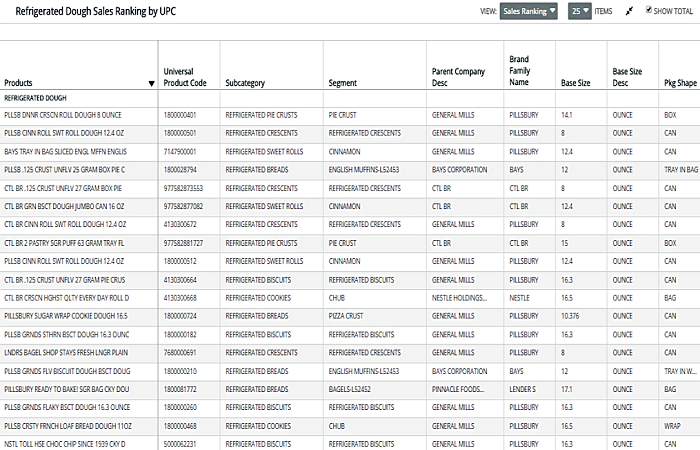 Refrigerated Dough Sales Ranking by UPC VIEW: Sales Ranking 25 ITEMS SHOW TOTAL
Products Universal Product Code Subcategory Segment Parent Company Desc Brand Family Name Base Size Base Size Desc Pkg Shape
REFRIGERATED DOUGH
PLLSB DNNR CRSCN ROLL DOUGH 8 OUNCE 1800000401 REFRIGERATED PIE CRUSTS PIE CRUST GENERAL MILLS PILLSBURY 14.1 OUNCE BOX
PLLSB CINN ROLL SWT ROLL DOUGH 12.4 OZ 1800000501 REFRIGERATED CRESCENTS REFRIGERATED CRESCENTS GENERAL MILLS PILLSBURY 8 OUNCE CAN
BAYS TRAY IN BAG SLICED ENGL MFFN ENGLIS 7147900001 REFRIGERATED SWEET ROLLS CINNAMON GENERAL MILLS PILLSBURY 12.4 OUNCE CAN
PLLSB .125 CRUST UNFLV 25 GRAM BOX PIE C 1800028794 REFRIGERATED BREADS ENGLISH MUFFINS-L52453 BAYS CORPORATION BAYS 12 OUNCE TRAY IN BAG
CTL BR .125 CRUST UNFLV 27 GRAM BOX PIE 977582873553 REFRIGERATED CRESCENTS REFRIGERATED CRESCENTS CTL BR CTL BR 8 OUNCE CAN
CTL BR GRN BSCT DOUGH JUMBO CAN 16 OZ 977582877082 REFRIGERATED SWEET ROLLS CINNAMON CTL BR CTL BR 12.4 OUNCE CAN
CTL BR CINN ROLL SWT ROLL DOUGH 12.4 OZ 4130300672 REFRIGERATED CRESCENTS REFRIGERATED CRESCENTS GENERAL MILLS PILLSBURY 8 OUNCE CAN
CTL BR 2 PASTRY SGR PUFF 63 GRAM TRAY FL 977582881727 REFRIGERATED PIE CRUSTS PIE CRUST CTL BR CTL BR 15 OUNCE BOX
PLLSB CINN ROLL SWT ROLL DOUGH 12.4 OZ 1800000512 REFRIGERATED SWEET ROLLS CINNAMON GENERAL MILLS PILLSBURY 12.4 OUNCE CAN
CTL BR .125 CRUST UNFLV 27 GRAM PIE CRUS 4130300664 REFRIGERATED BISCUITS REFRIGERATED BISCUITS GENERAL MILLS PILLSBURY 16.3 OUNCE CAN
CTL BR CRSCN HGHST QLTY EVERY DAY ROLL D 4130300668 REFRIGERATED COOKIES CHUB NESTLE HOLDINGS... NESTLE 16.5 OUNCE BAG
PILLSBURY SUGAR WRAP COOKIE DOUGH 16.5 1800000724 REFRIGERATED BREADS PIZZA CRUST GENERAL MILLS PILLSBURY 10.376 OUNCE CAN
PLLSB GRNDS STHRN BSCT DOUGH 16.3 OUNC 1800000182 REFRIGERATED BISCUITS REFRIGERATED BISCUITS GENERAL MILLS PILLSBURY 16.3 OUNCE CAN
LNDRS BAGEL SHOP STAYS FRESH LNGR PLAIN 7680000691 REFRIGERATED CRESCENTS REFRIGERATED CRESCENTS GENERAL MILLS PILLSBURY 8 OUNCE CAN
PLLSB GRNDS FLV BISCUIT DOUGH BSCT DOUG 1800000210 REFRIGERATED BREADS ENGLISH MUFFINS-L52453 BAYS CORPORATION BAYS 12 OUNCE TRAY IN W...
PILLSBURY READY TO BAKE! SGR BAG CKY DOU 1800081772 REFRIGERATED BREADS BAGELS-L52452 PINNACLE FOODS... LENDER S 17.1 OUNCE BAG
PLLSB GRNDS FLAKY BSCT DOUGH 16.3 OUNCE 1800000260 REFRIGERATED BISCUITS REFRIGERATED BISCUITS GENERAL MILLS PILLSBURY 16.3 OUNCE CAN
PLLSB CRSTY FRNCH LOAF BREAD DOUGH 11OZ 1800000468 REFRIGERATED COOKIES CHUB GENERAL MILLS PILLSBURY 16.5 OUNCE WRAP
NSTL TOLL HSE CHOC CHIP SINCE 1939 CKY D 5000062231 REFRIGERATED BISCUITS REFRIGERATED BISCUITS GENERAL MILLS PILLSBURY 16.3 OUNCE CAN